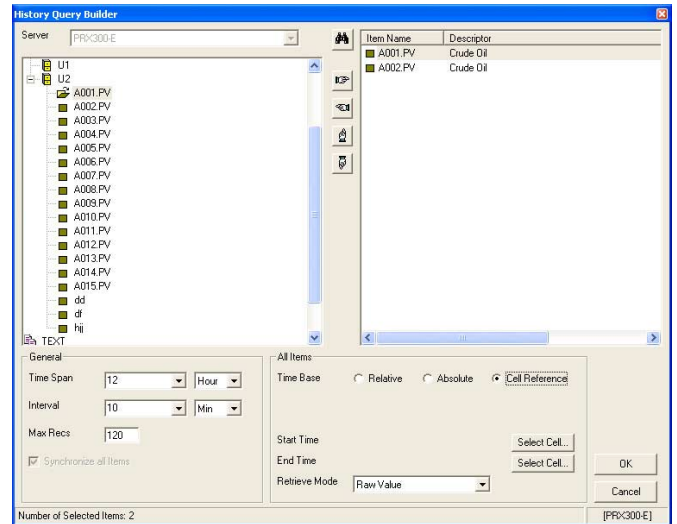 History Query Builder
Server PRX300-E
U1
U2
A001.PV
A002.PV
A003.PV
A004.PV
A005.PV
A006.PV
A007.PV
A008.PV
A009.PV
A010.PV
A011.PV
A012.PV
A013.PV
A014.PV
A015.PV
dd
df
hjj
TEXT
Item Name Descriptor
A001.PV Crude Oil
A002.PV Crude Oil
General
Time Span 12 Hour
Interval 10 Min
Max Recs 120
Synchronize all Items
All Items
Time Base Relative Absolute Cell Reference
Start Time Select Cell...
End Time Select Cell...
Retrieve Mode Raw Value
OK
Cancel
Number of Selected Items: 2 [PRX300-E]